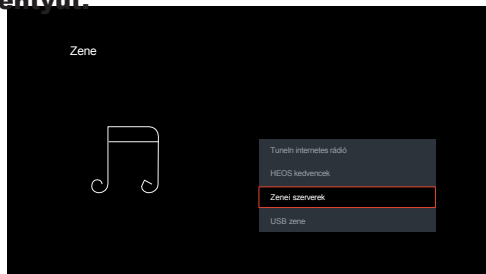 Zene
TuneIn internetes rádió
HEOS kedvencek
Zenei szerverek
USB zene